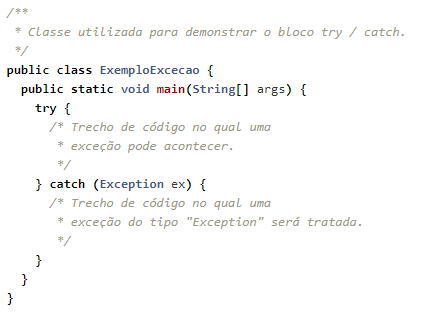 /**
 * Classe utilizada para demonstrar o bloco try / catch.
 */
public class ExemploExcecao {
  public static void main(String[] args) {
    try {
      /* Trecho de código no qual uma
       * exceção pode acontecer.
       */
    } catch (Exception ex) {
      /* Trecho de código no qual uma
       * exceção do tipo "Exception" será tratada.
       */
    }
  }
}